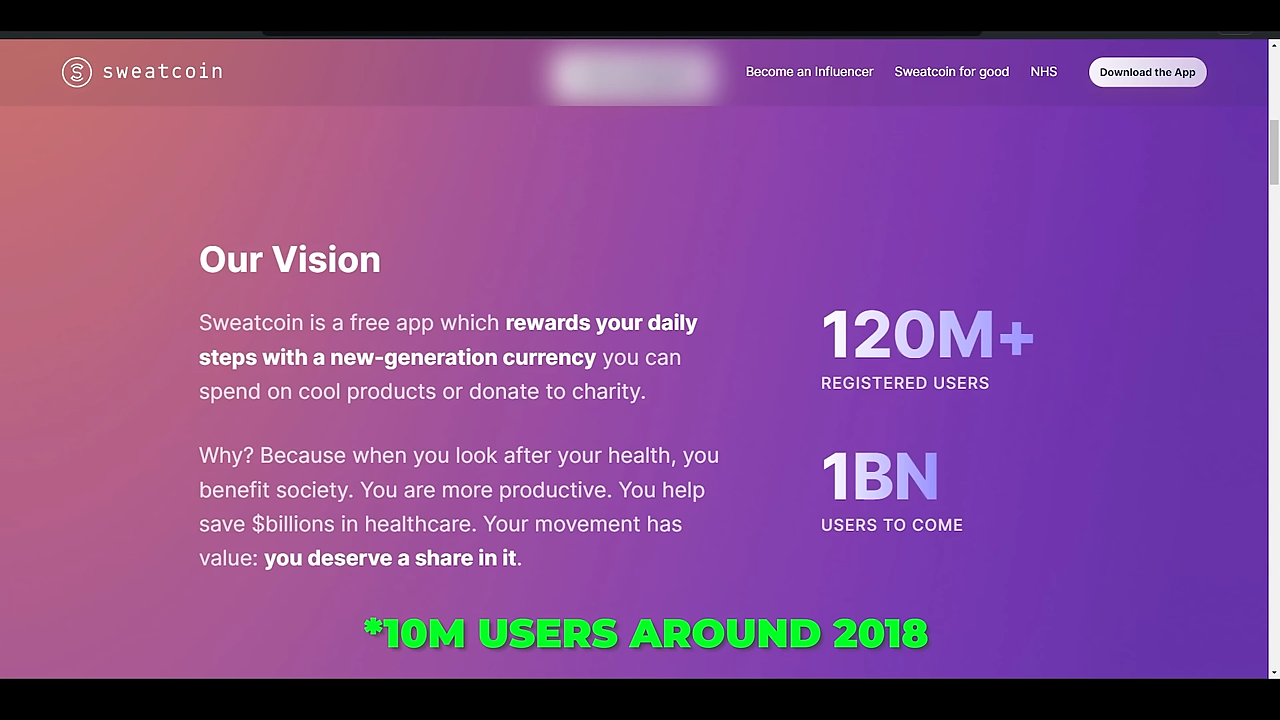 sweatcoin
Become an Influencer
Sweatcoin for good
NHS
Download the App
Our Vision
Sweatcoin is a free app which rewards your daily
steps with a new-generation currency you can
spend on cool products or donate to charity.
Why? Because when you look after your health, you
benefit society. You are more productive. You help
save $billions in healthcare. Your movement has
value: you deserve a share in it.
120M+
REGISTERED USERS
1BN
USERS TO COME
*10M USERS AROUND 2018